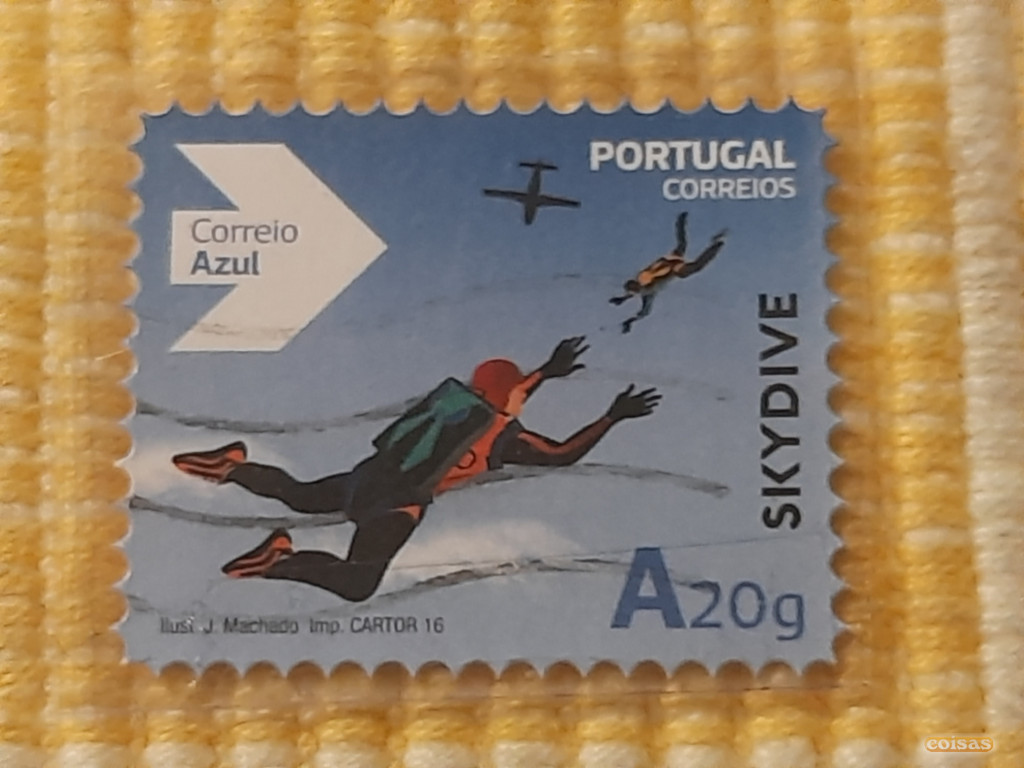 PORTUGAL
CORREIOS
Correio
Azul
SKYDIVE
A20g
Ilust. J. Machado Imp. CARTOR 16
coisas